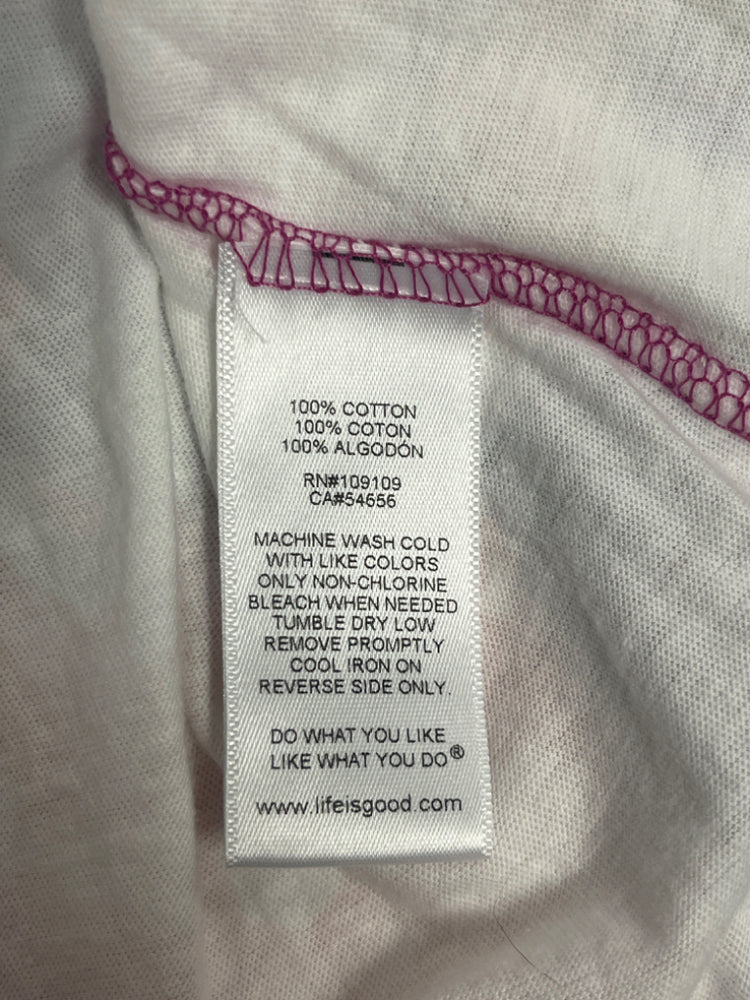 100% COTTON
100% COTON
100% ALGODÓN
RN#109109
CA#54656
MACHINE WASH COLD
WITH LIKE COLORS
ONLY NON-CHLORINE
BLEACH WHEN NEEDED
TUMBLE DRY LOW
REMOVE PROMPTLY
COOL IRON ON
REVERSE SIDE ONLY.
DO WHAT YOU LIKE
LIKE WHAT YOU DO®
www.lifeisgood.com